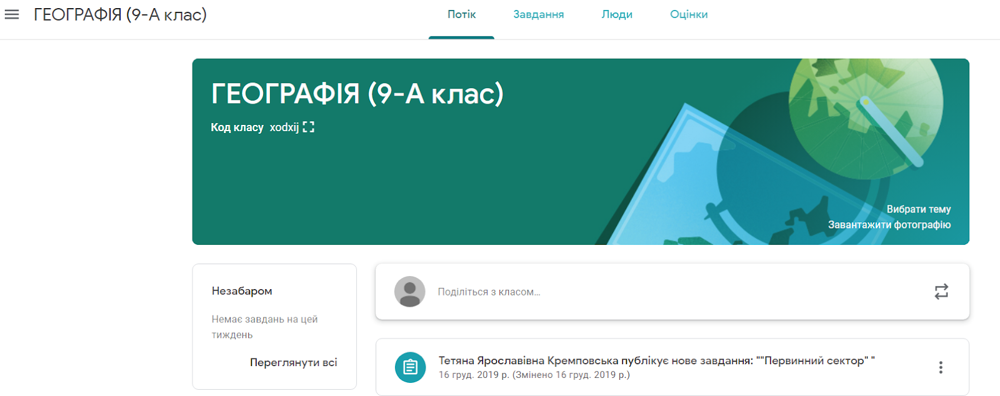 ГЕОГРАФІЯ (9-А клас)
Потік
Завдання
Люди
Оцінки
ГЕОГРАФІЯ (9-А клас)
Код класу xodxij
Вибрати тему
Завантажити фотографію
Незабаром
Немає завдань на цей
тиждень
Переглянути всі
Поділіться з класом…
Тетяна Ярославівна Кремповська публікує нове завдання: ""Первинний сектор" "
16 груд. 2019 р. (Змінено 16 груд. 2019 р.)